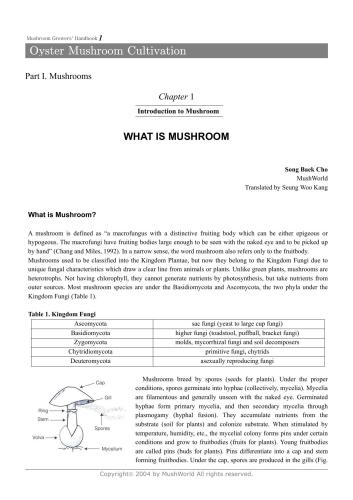 Mushroom Growers' Handbook 1
Oyster Mushroom Cultivation
Part I. Mushrooms
Chapter 1
Introduction to Mushroom
WHAT IS MUSHROOM
Song Baek Cho
MushWorld
Translated by Seung Woo Kang
What is Mushroom?
A mushroom is defined as “a macrofungus with a distinctive fruiting body which can be either epigeous or
hypogeous. The macrofungi have fruiting bodies large enough to be seen with the naked eye and to be picked up
by hand” (Chang and Miles, 1992). In a narrow sense, the word mushroom also refers only to the fruitbody.
Mushrooms used to be classified into the Kingdom Plantae, but now they belong to the Kingdom Fungi due to
unique fungal characteristics which draw a clear line from animals or plants. Unlike green plants, mushrooms are
heterotrophs. Not having chlorophyll, they cannot generate nutrients by photosynthesis, but take nutrients from
outer sources. Most mushroom species are under the Basidiomycota and Ascomycota, the two phyla under the
Kingdom Fungi (Table 1).
Table 1. Kingdom Fungi
Ascomycota sac fungi (yeast to large cup fungi)
Basidiomycota higher fungi (toadstool, puffball, bracket fungi)
Zygomycota molds, mycorrhizal fungi and soil decomposers
Chytridiomycota primitive fungi, chytrids
Deuteromycota asexually reproducing fungi
Cap
Gill
Ring
Stem
Spores
Volva
Mycelium
Mushrooms breed by spores (seeds for plants). Under the proper
conditions, spores germinate into hyphae (collectively, mycelia). Mycelia
are filamentous and generally unseen with the naked eye. Germinated
hyphae form primary mycelia, and then secondary mycelia through
plasmogamy (hyphal fusion). They accumulate nutrients from the
substrate (soil for plants) and colonize substrate. When stimulated by
temperature, humidity, etc., the mycelial colony forms pins under certain
conditions and grow to fruitbodies (fruits for plants). Young fruitbodies
are called pins (buds for plants). Pins differentiate into a cap and stem
forming fruitbodies. Under the cap, spores are produced in the gills (Fig.
Copyright© 2004 by MushWorld All rights reserved.